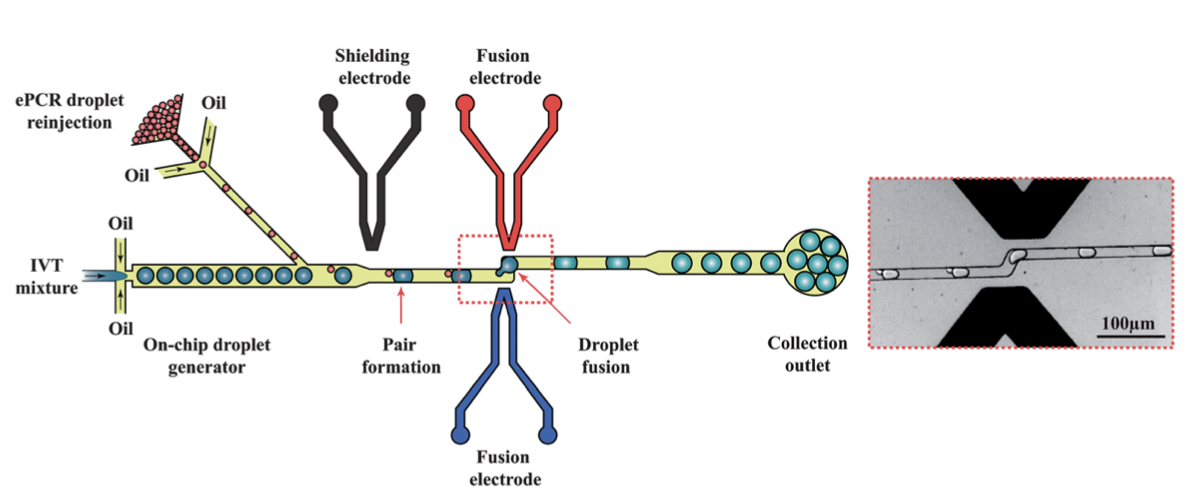 Shielding
electrode
Fusion
electrode
ePCR droplet
reinjection
Oil
Oil
Oil
IVT
mixture
Oil
On-chip droplet
generator
Pair
formation
Droplet
fusion
Collection
outlet
100µm
Fusion
electrode